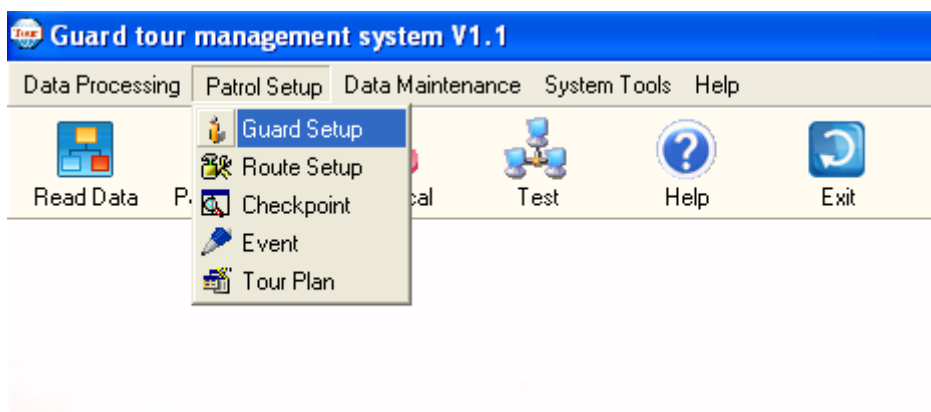 Guard tour management system V1.1
Data Processing Patrol Setup Data Maintenance System Tools Help
Guard Setup
Route Setup
Checkpoint
Event
Tour Plan
Read Data Test Help Exit